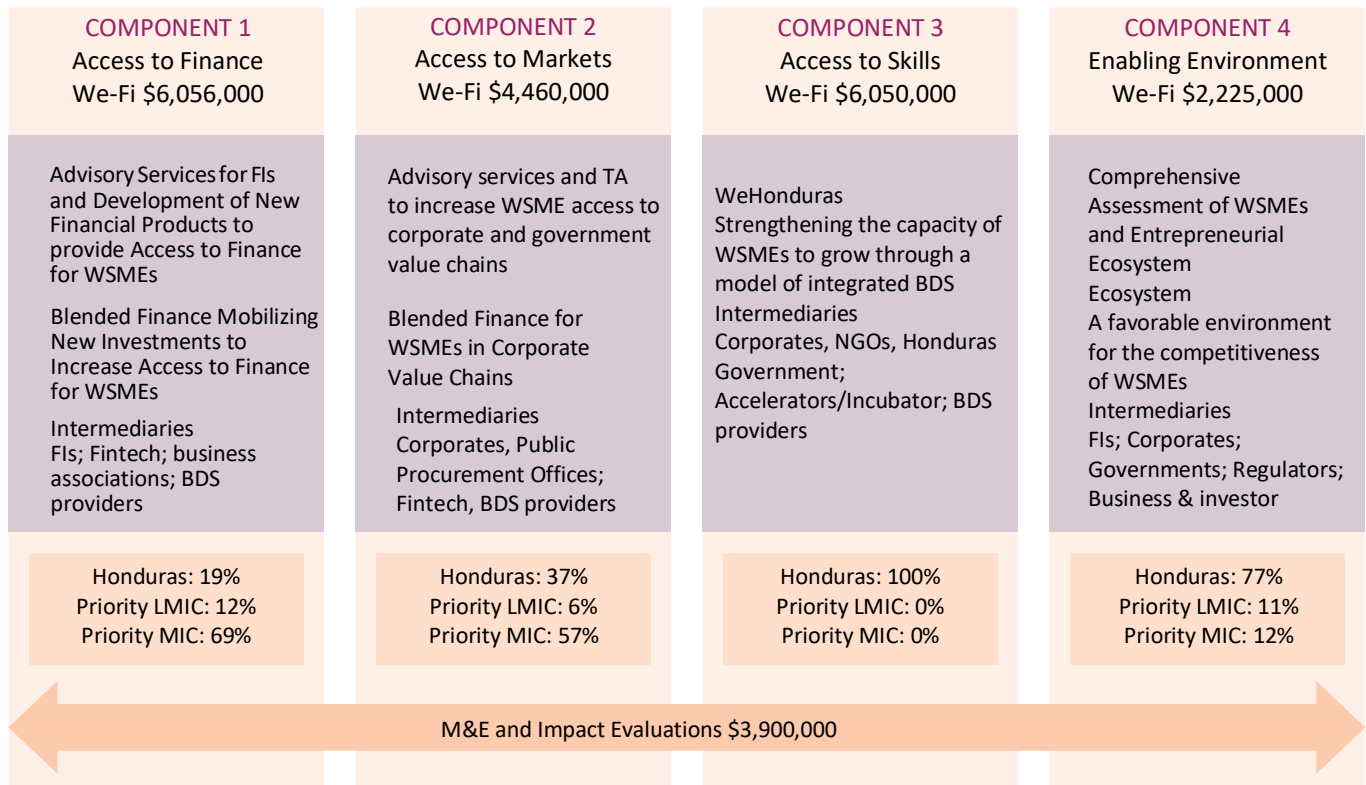 COMPONENT 1
Access to Finance
We-Fi $6,056,000
Advisory Services for FIs
and Development of New
Financial Products to
provide Access to Finance
for WSMEs
Blended Finance Mobilizing
New Investments to
Increase Access to Finance
for WSMEs
Intermediaries
FIs; Fintech; business
associations; BDS
providers
Honduras: 19%
Priority LMIC: 12%
Priority MIC: 69%
COMPONENT 2
Access to Markets
We-Fi $4,460,000
Advisory services and TA
to increase WSME access to
corporate and government
value chains
Blended Finance for
WSMEs in Corporate
Value Chains
Intermediaries
Corporates, Public
Procurement Offices;
Fintech, BDS providers
Honduras: 37%
Priority LMIC: 6%
Priority MIC: 57%
COMPONENT 3
Access to Skills
We-Fi $6,050,000
WeHonduras
Strengthening the capacity of
WSMEs to grow through a
model of integrated BDS
Intermediaries
Corporates, NGOs, Honduras
Government;
Accelerators/Incubator; BDS
providers
Honduras: 100%
Priority LMIC: 0%
Priority MIC: 0%
COMPONENT 4
Enabling Environment
We-Fi $2,225,000
Comprehensive
Assessment of WSMEs
and Entrepreneurial
Ecosystem
Ecosystem
A favorable environment
for the competitiveness
of WSMEs
Intermediaries
FIs; Corporates;
Governments; Regulators;
Business & investor
Honduras: 77%
Priority LMIC: 11%
Priority MIC: 12%
M&E and Impact Evaluations $3,900,000